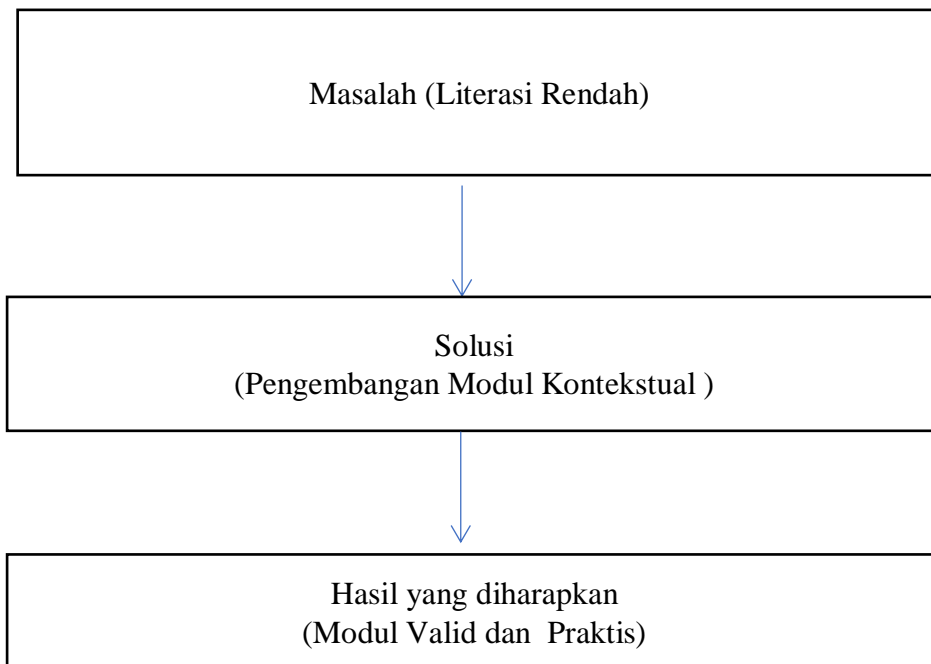 Masalah (Literasi Rendah)
Solusi
(Pengembangan Modul Kontekstual )
Hasil yang diharapkan
(Modul Valid dan  Praktis)